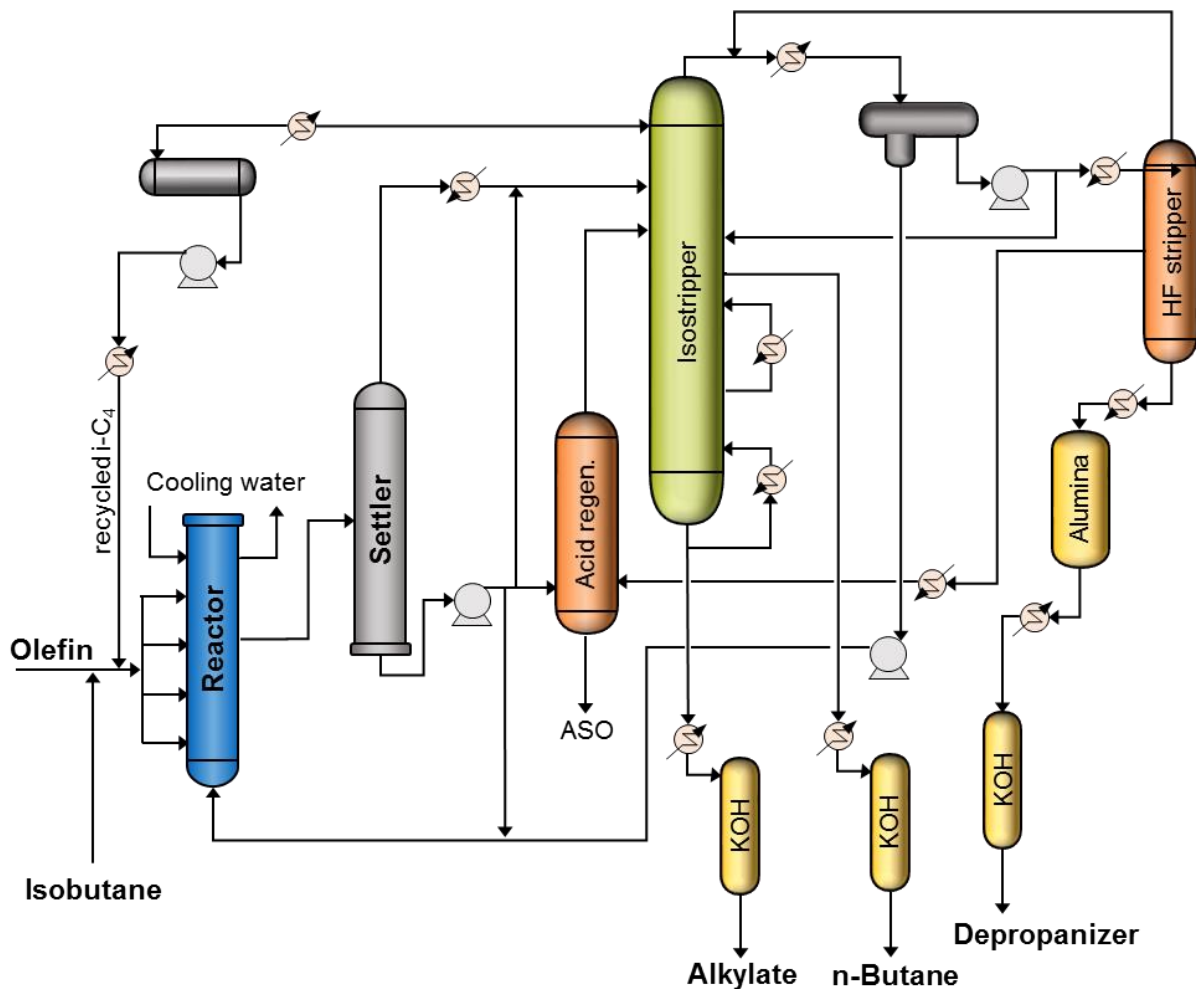 Isostripper
HF stripper
recycled i-C₄
Cooling water
Settler
Acid regen.
Alumina
Reactor
Olefin
ASO
KOH
KOH
KOH
Isobutane
Depropanizer
Alkylate
n-Butane